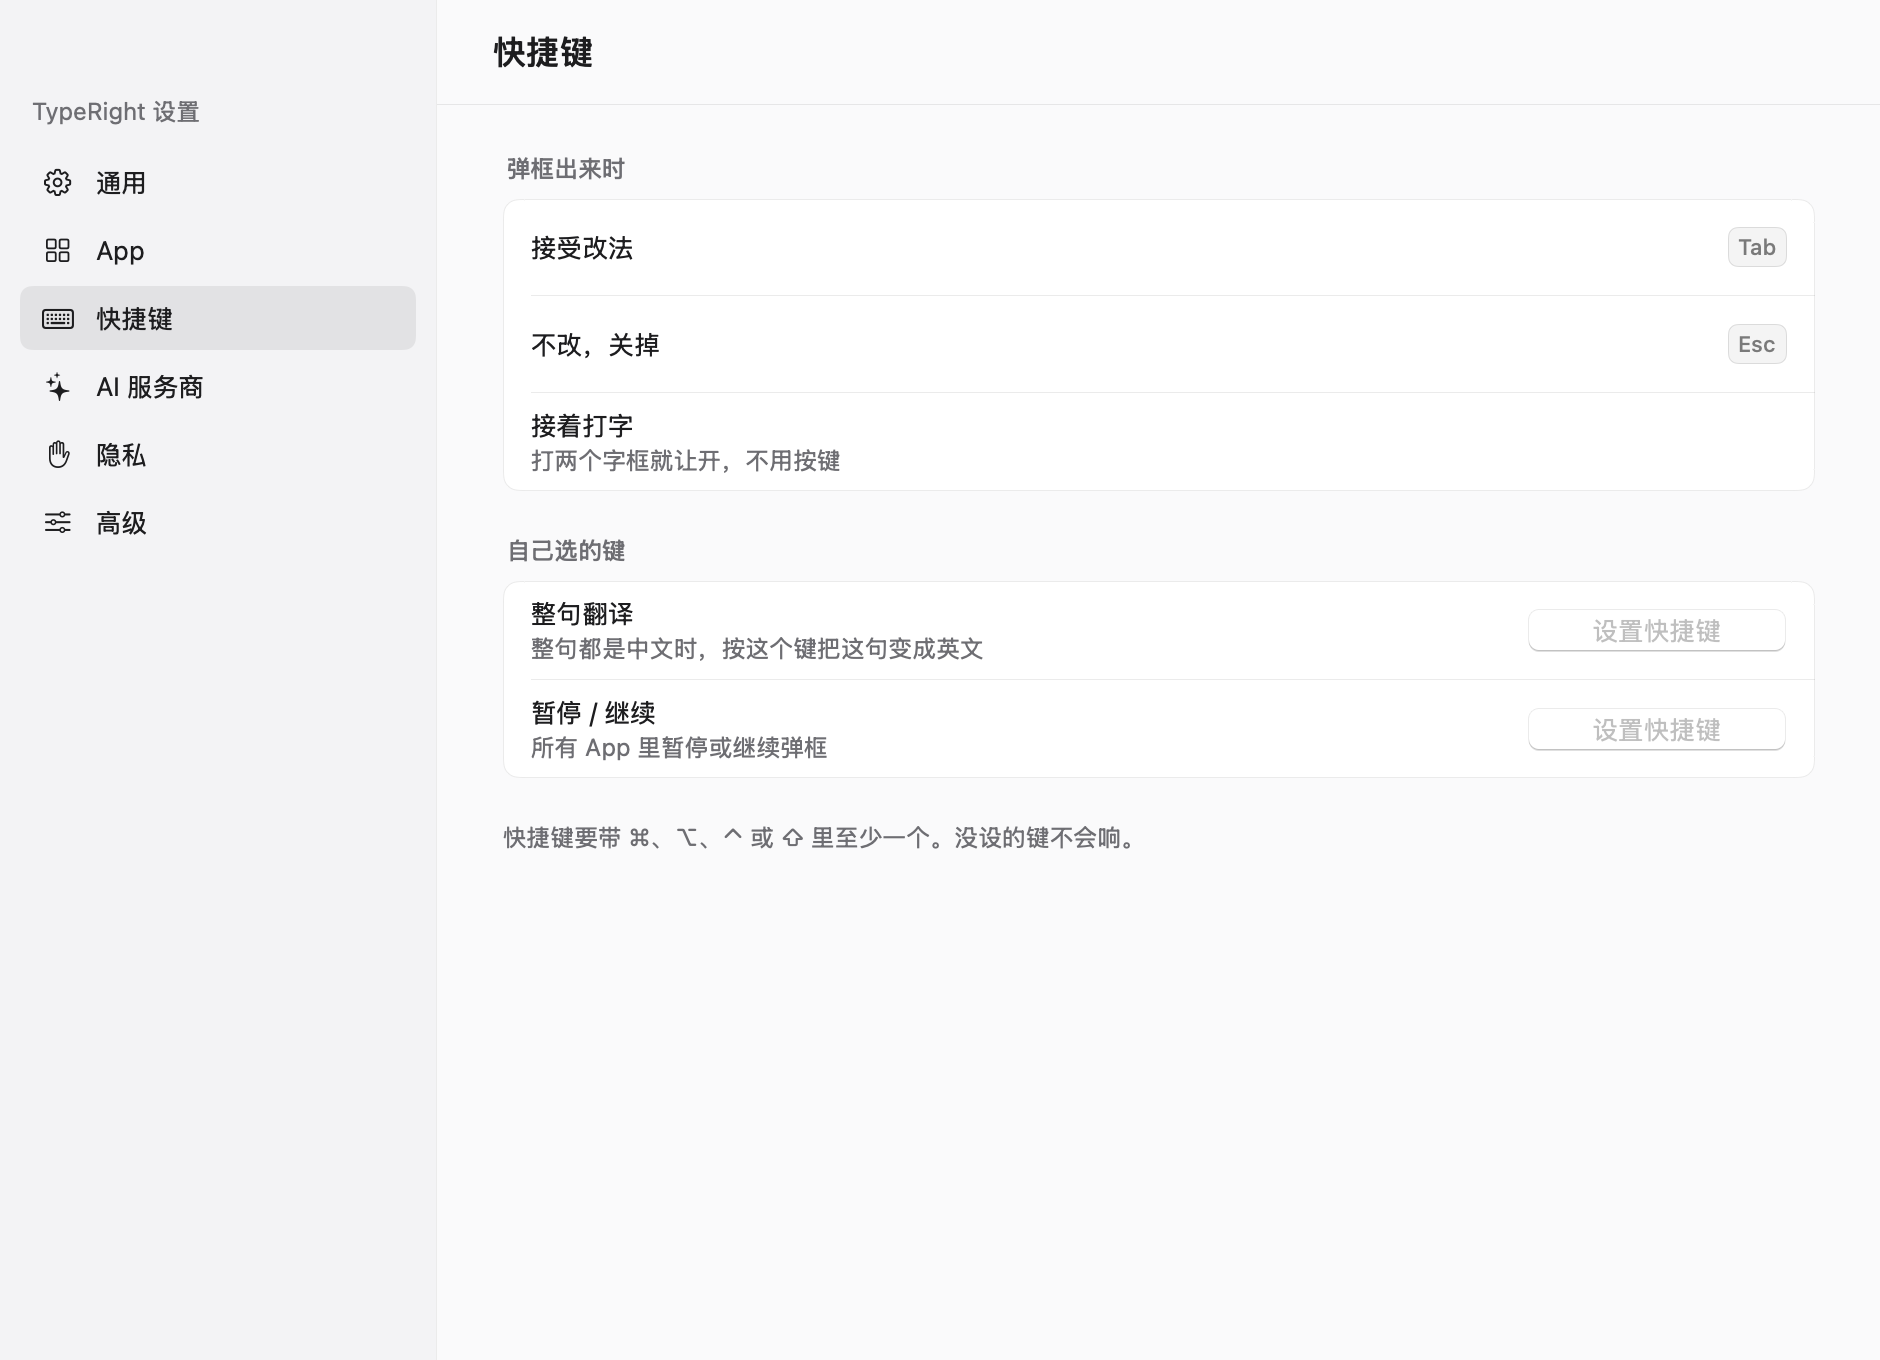 快捷键
TypeRight 设置
通用
App
快捷键
AI 服务商
隐私
高级
弹框出来时
接受改法
Tab
不改，关掉
Esc
接着打字
打两个字框就让开，不用按键
自己选的键
整句翻译
整句都是中文时，按这个键把这句变成英文
设置快捷键
暂停 / 继续
所有 App 里暂停或继续弹框
设置快捷键
快捷键要带 ⌘、⌥、^ 或 ⇧ 里至少一个。没设的键不会响。